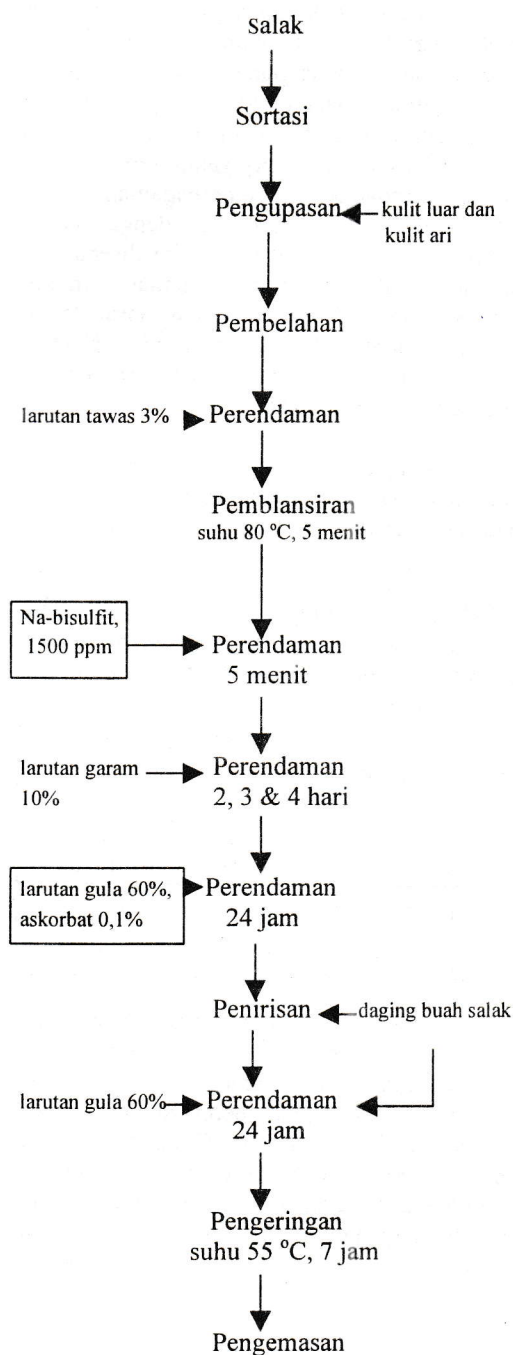 Salak
Sortasi
Pengupasan
kulit luar dan
kulit ari
Pembelahan
larutan tawas 3%
Perendaman
Pemblansiran
suhu 80 °C, 5 menit
Na-bisulfit,
1500 ppm
Perendaman
5 menit
larutan garam
10%
Perendaman
2, 3 & 4 hari
larutan gula 60%,
askorbat 0,1%
Perendaman
24 jam
Penirisan
daging buah salak
larutan gula 60%
Perendaman
24 jam
Pengeringan
suhu 55 °C, 7 jam
Pengemasan